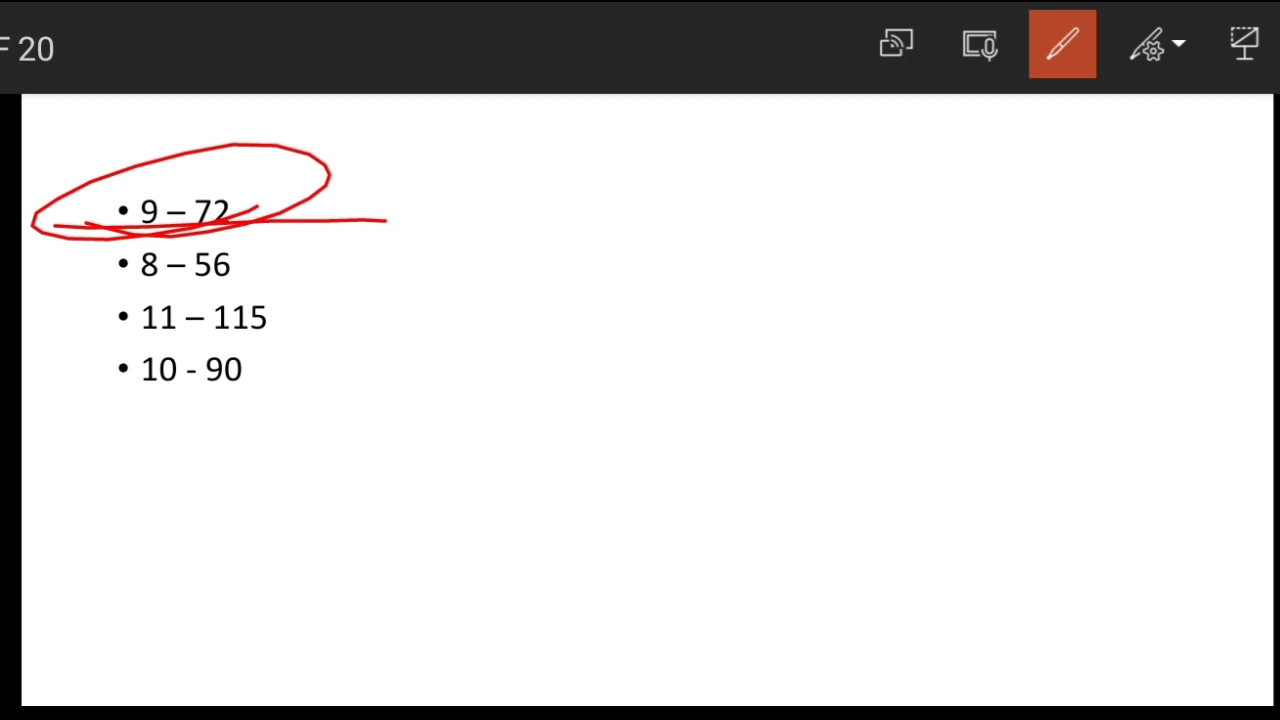 F 20
• 9 – 72
• 8 – 56
• 11 – 115
• 10 - 90